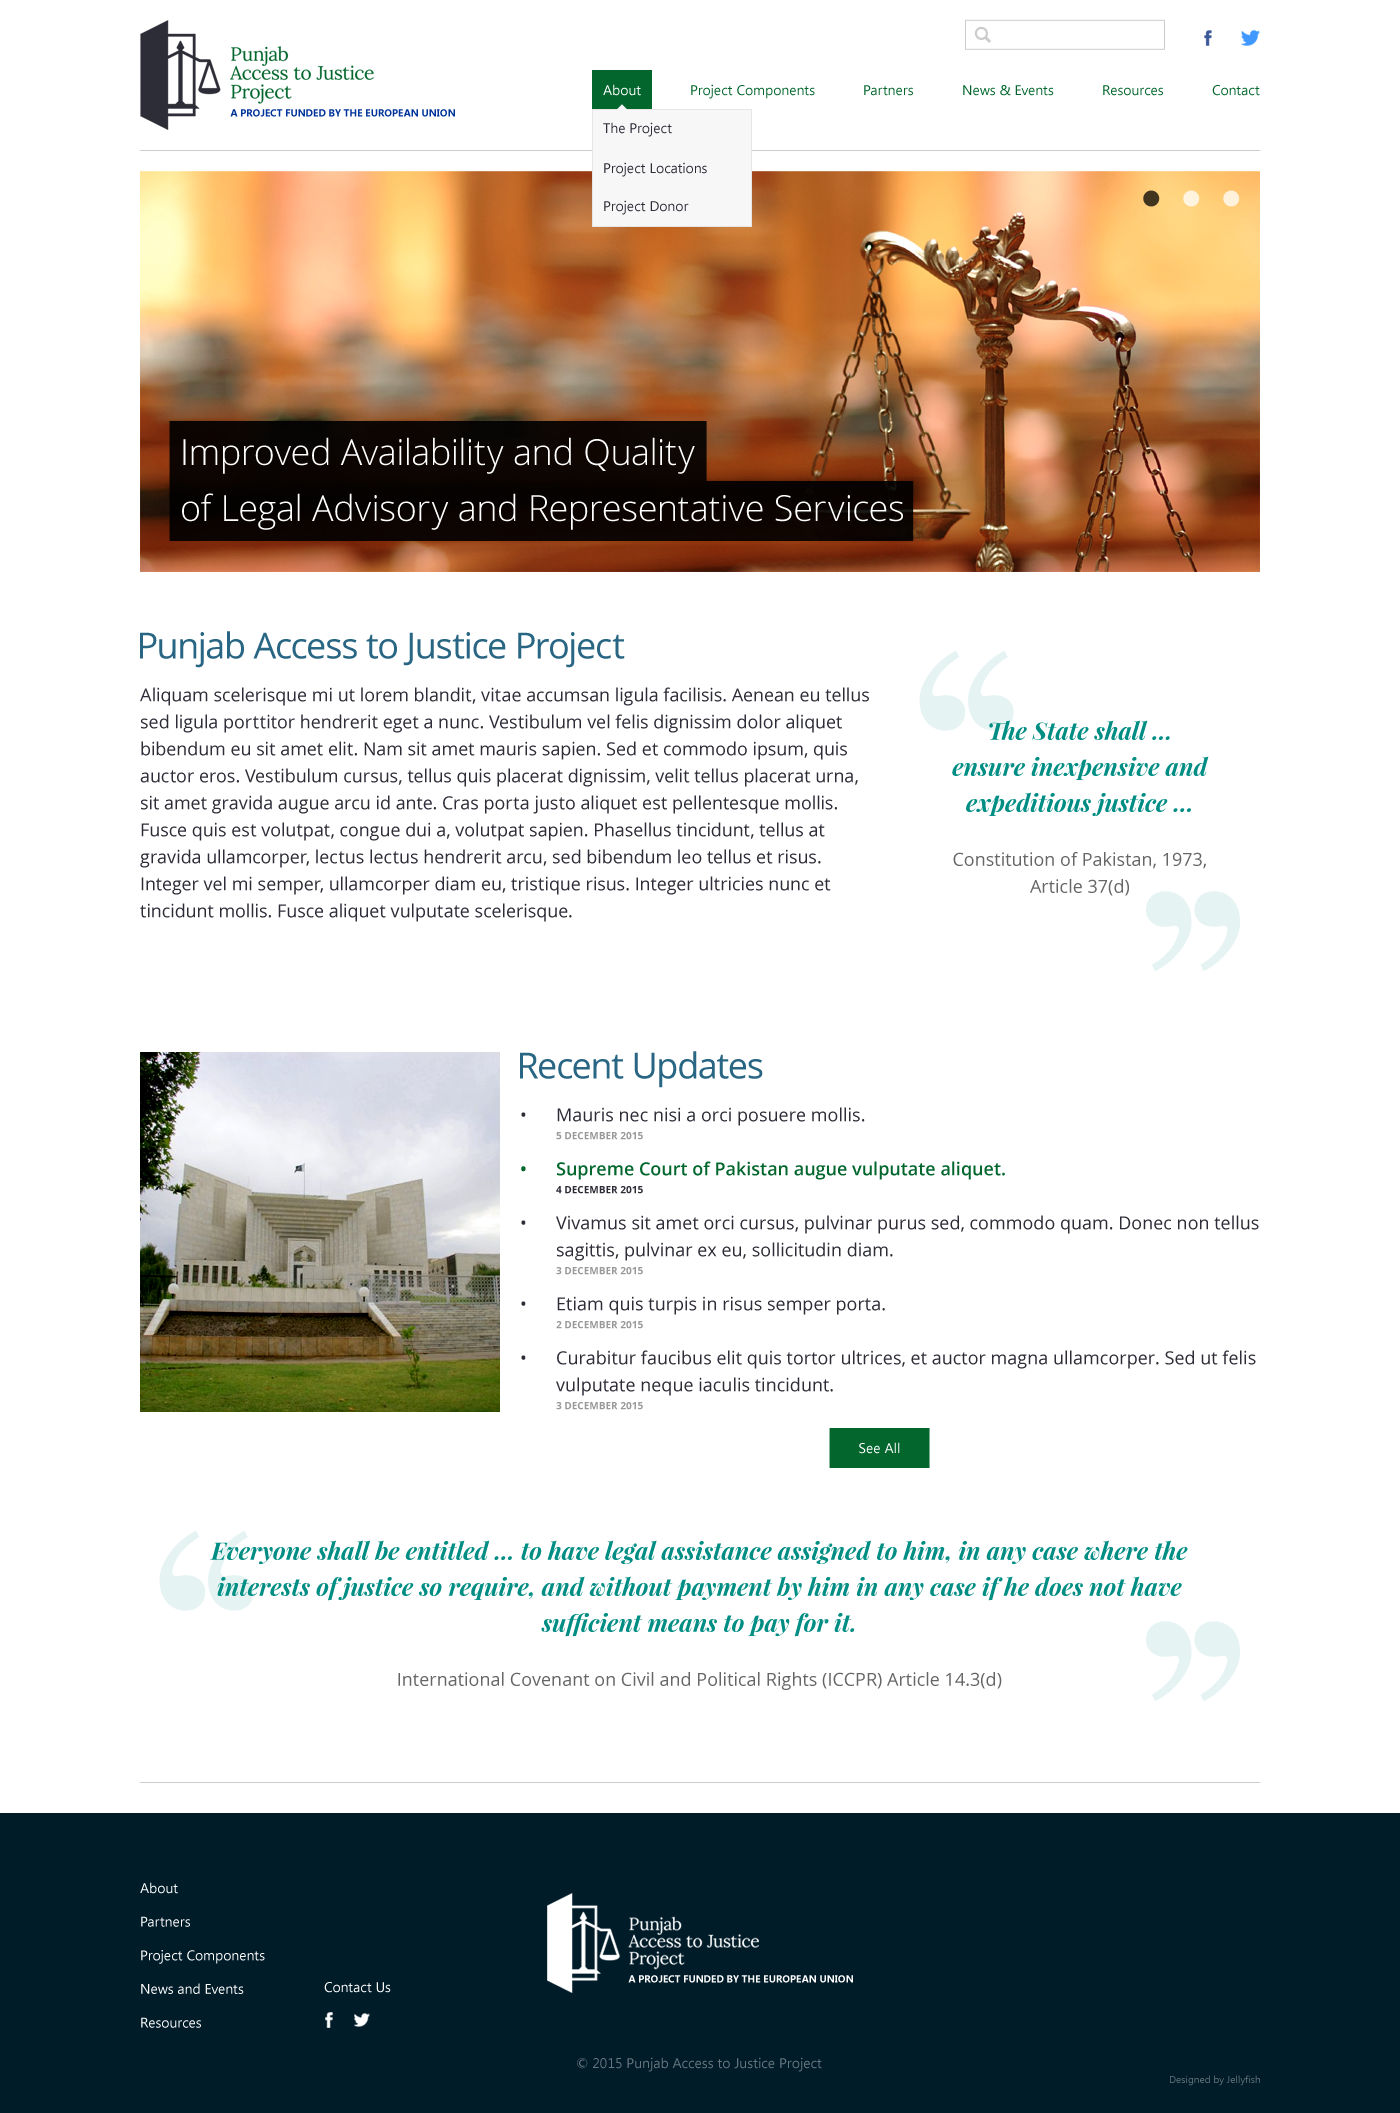 Punjab
Access to Justice
Project
A PROJECT FUNDED BY THE EUROPEAN UNION
About
Project Components
Partners
News & Events
Resources
Contact
The Project
Project Locations
Project Donor
Improved Availability and Quality
of Legal Advisory and Representative Services
Punjab Access to Justice Project
Aliquam scelerisque mi ut lorem blandit, vitae accumsan ligula facilisis. Aenean eu tellus
sed ligula porttitor hendrerit eget a nunc. Vestibulum vel felis dignissim dolor aliquet
bibendum eu sit amet elit. Nam sit amet mauris sapien. Sed et commodo ipsum, quis
auctor eros. Vestibulum cursus, tellus quis placerat dignissim, velit tellus placerat urna,
sit amet gravida augue arcu id ante. Cras porta justo aliquet est pellentesque mollis.
Fusce quis est volutpat, congue dui a, volutpat sapien. Phasellus tincidunt, tellus at
gravida ullamcorper, lectus lectus hendrerit arcu, sed bibendum leo tellus et risus.
Integer vel mi semper, ullamcorper diam eu, tristique risus. Integer ultricies nunc et
tincidunt mollis. Fusce aliquet vulputate scelerisque.
“
The State shall ...
ensure inexpensive and
expeditious justice ...
Constitution of Pakistan, 1973,
Article 37(d)
”
Recent Updates
• Mauris nec nisi a orci posuere mollis.
5 DECEMBER 2015
• Supreme Court of Pakistan augue vulputate aliquet.
4 DECEMBER 2015
• Vivamus sit amet orci cursus, pulvinar purus sed, commodo quam. Donec non tellus
sagittis, pulvinar ex eu, sollicitudin diam.
3 DECEMBER 2015
• Etiam quis turpis in risus semper porta.
2 DECEMBER 2015
• Curabitur faucibus elit quis tortor ultrices, et auctor magna ullamcorper. Sed ut felis
vulputate neque iaculis tincidunt.
3 DECEMBER 2015
See All
“
Everyone shall be entitled ... to have legal assistance assigned to him, in any case where the
interests of justice so require, and without payment by him in any case if he does not have
sufficient means to pay for it.
”
International Covenant on Civil and Political Rights (ICCPR) Article 14.3(d)
About
Partners
Project Components
News and Events
Resources
Contact Us
Punjab
Access to Justice
Project
A PROJECT FUNDED BY THE EUROPEAN UNION
© 2015 Punjab Access to Justice Project
Designed by Jellyfish